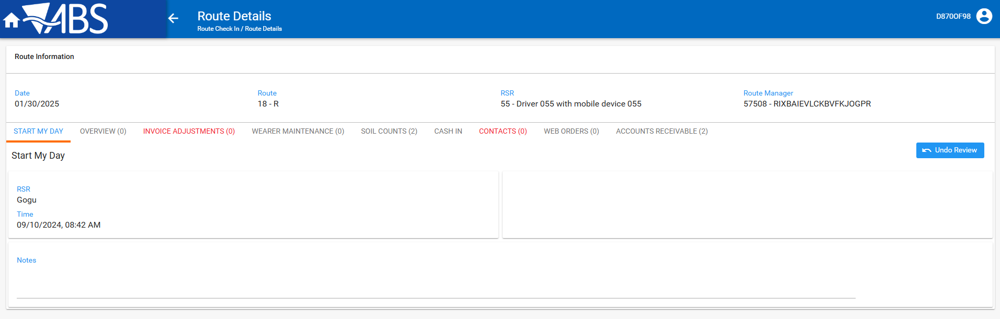 ABS
Route Details
Route Check In / Route Details
D870OF98
Route Information
Date
01/30/2025
Route
18 - R
RSR
55 - Driver 055 with mobile device 055
Route Manager
57508 - RIXBAIEVLCKBVFKJOGPR
START MY DAY OVERVIEW (0) INVOICE ADJUSTMENTS (0) WEARER MAINTENANCE (0) SOIL COUNTS (2) CASH IN CONTACTS (0) WEB ORDERS (0) ACCOUNTS RECEIVABLE (2)
Start My Day
Undo Review
RSR
Gogu
Time
09/10/2024, 08:42 AM
Notes